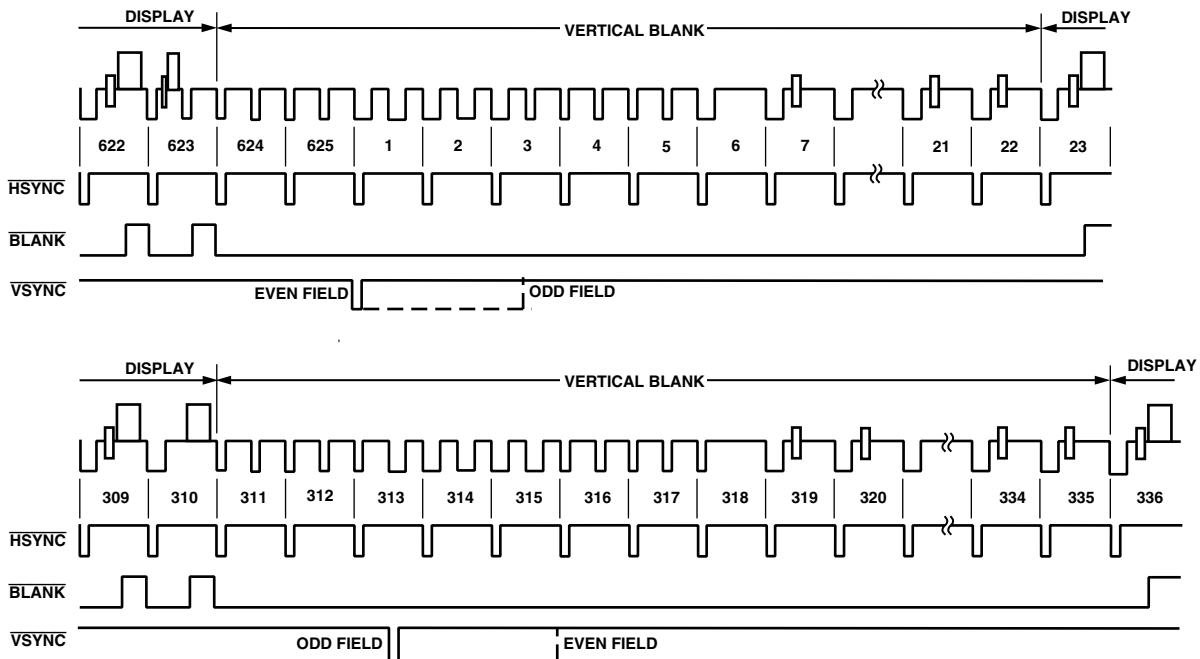 DISPLAY VERTICAL BLANK DISPLAY
622 623 624 625 1 2 3 4 5 6 7 21 22 23
HSYNC
BLANK
VSYNC EVEN FIELD ODD FIELD
DISPLAY VERTICAL BLANK DISPLAY
309 310 311 312 313 314 315 316 317 318 319 320 334 335 336
HSYNC
BLANK
VSYNC ODD FIELD EVEN FIELD